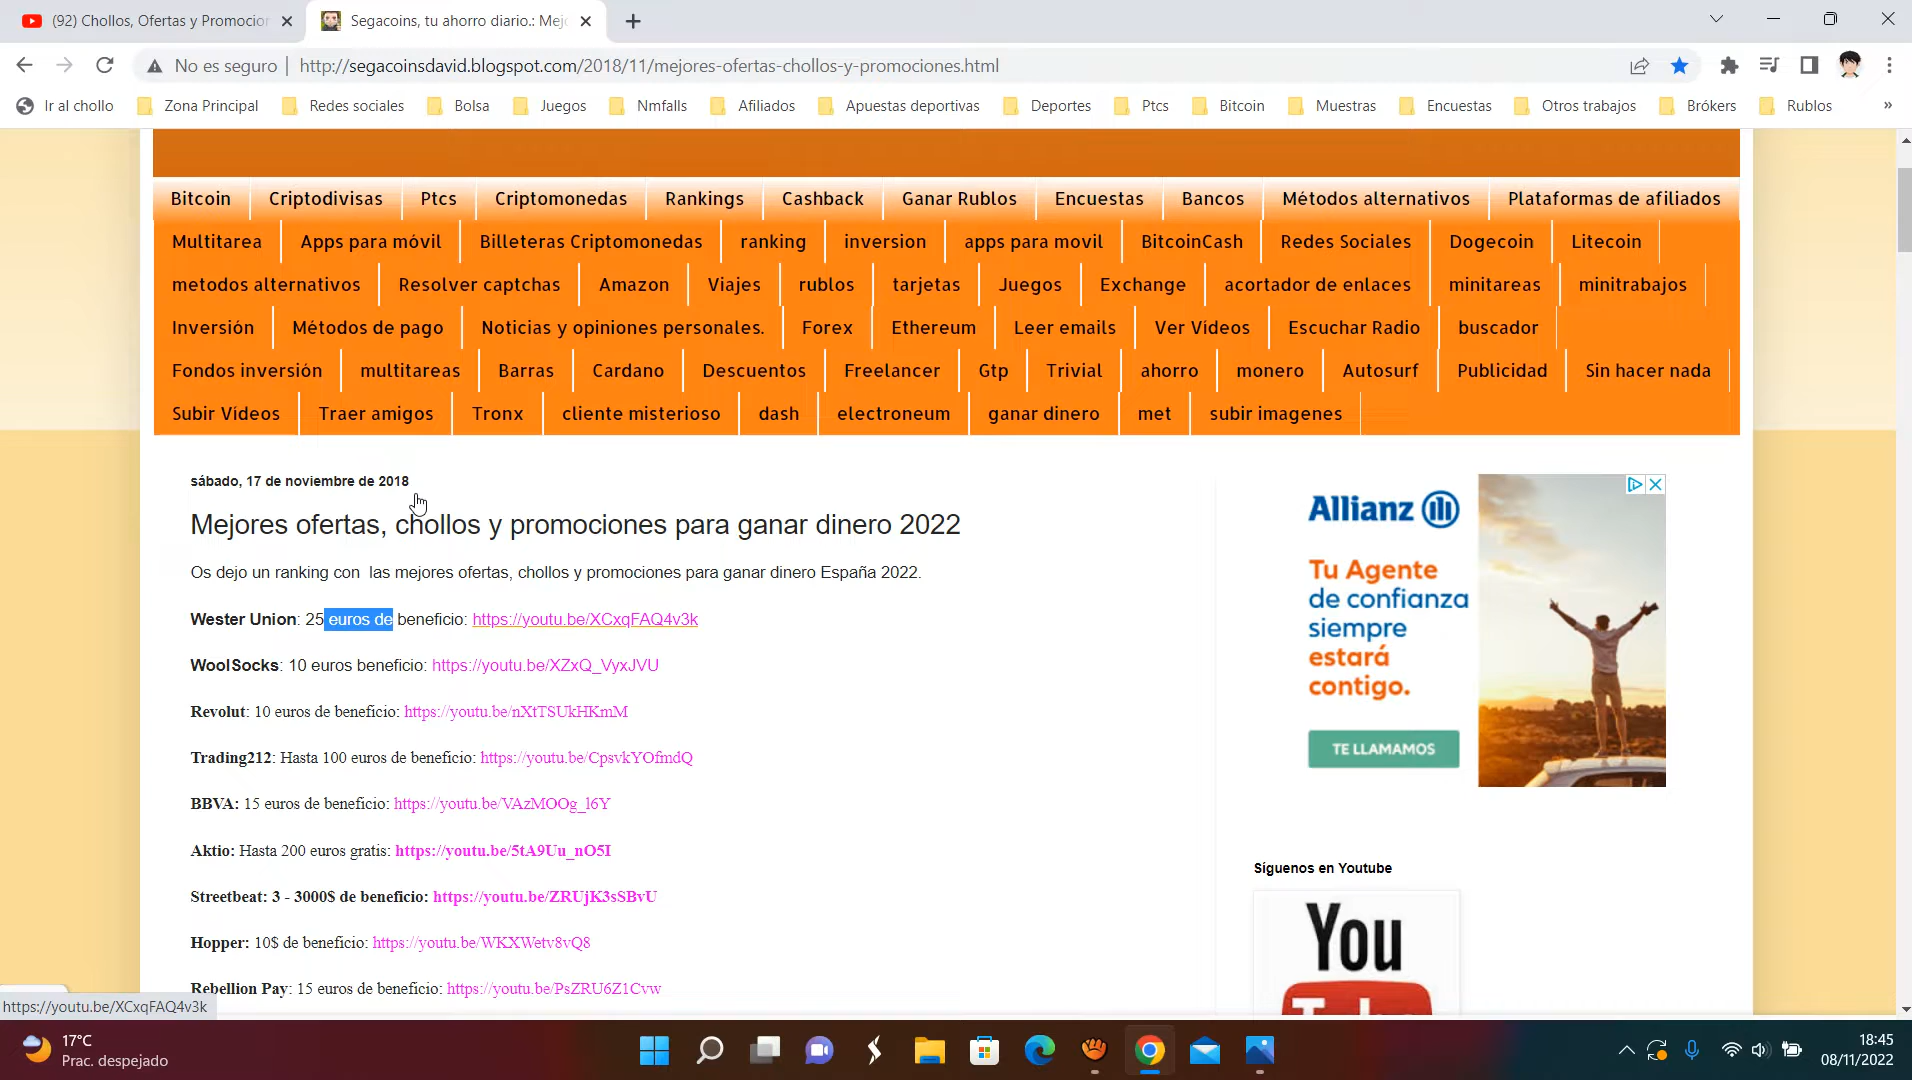 (92) Chollos, Ofertas y Promocior
Segacoins, tu ahorro diario.: Mejo
No es seguro | http://segacoinsdavid.blogspot.com/2018/11/mejores-ofertas-chollos-y-promociones.html
Ir al chollo Zona Principal Redes sociales Bolsa Juegos Nmfalls Afiliados Apuestas deportivas Deportes Ptcs Bitcoin Muestras Encuestas Otros trabajos Brókers Rublos »
Bitcoin Criptodivisas Ptcs Criptomonedas Rankings Cashback Ganar Rublos Encuestas Bancos Métodos alternativos Plataformas de afiliados
Multitarea Apps para móvil Billeteras Criptomonedas ranking inversion apps para movil BitcoinCash Redes Sociales Dogecoin Litecoin
metodos alternativos Resolver captchas Amazon Viajes rublos tarjetas Juegos Exchange acortador de enlaces minitareas minitrabajos
Inversión Métodos de pago Noticias y opiniones personales. Forex Ethereum Leer emails Ver Vídeos Escuchar Radio buscador
Fondos inversión multitareas Barras Cardano Descuentos Freelancer Gtp Trivial ahorro monero Autosurf Publicidad Sin hacer nada
Subir Vídeos Traer amigos Tronx cliente misterioso dash electroneum ganar dinero met subir imagenes
sábado, 17 de noviembre de 2018
Mejores ofertas, chollos y promociones para ganar dinero 2022
Os dejo un ranking con las mejores ofertas, chollos y promociones para ganar dinero España 2022.
Wester Union: 25 euros de beneficio: https://youtu.be/XCxqFAQ4v3k
WoolSocks: 10 euros beneficio: https://youtu.be/XZxQ_VyxJVU
Revolut: 10 euros de beneficio: https://youtu.be/nXtTSUkHKmM
Trading212: Hasta 100 euros de beneficio: https://youtu.be/CpsvkYOfmdQ
BBVA: 15 euros de beneficio: https://youtu.be/VAzMOOg_l6Y
Aktio: Hasta 200 euros gratis: https://youtu.be/5tA9Uu_nO5I
Streetbeat: 3 - 3000$ de beneficio: https://youtu.be/ZRUjK3sSBvU
Hopper: 10$ de beneficio: https://youtu.be/WKXWetv8vQ8
Rebellion Pay: 15 euros de beneficio: https://youtu.be/PsZRU6Z1Cvw
Allianz
Tu Agente
de confianza
siempre
estará
contigo.
TE LLAMAMOS
Síguenos en Youtube
You
Tube
https://youtu.be/XCxqFAQ4v3k
17°C
Prac. despejado
18:45
08/11/2022